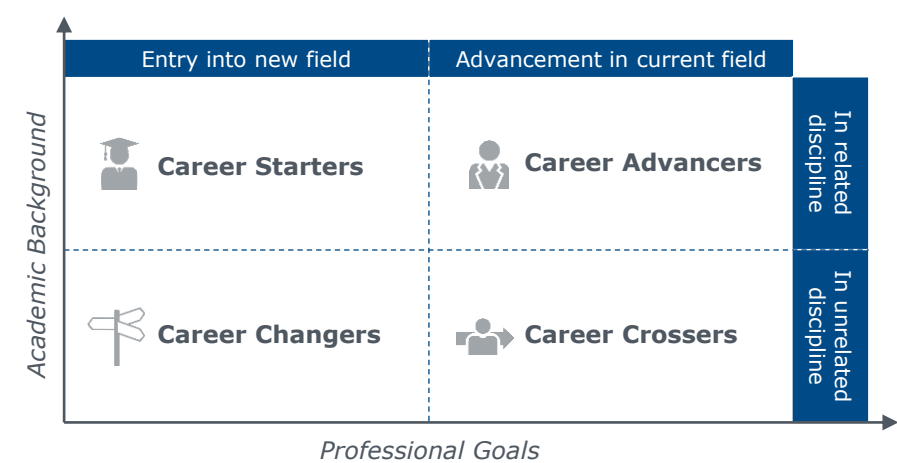 Entry into new field
Advancement in current field
Academic Background
Career Starters
Career Advancers
In related
discipline
Career Changers
Career Crossers
In unrelated
discipline
Professional Goals